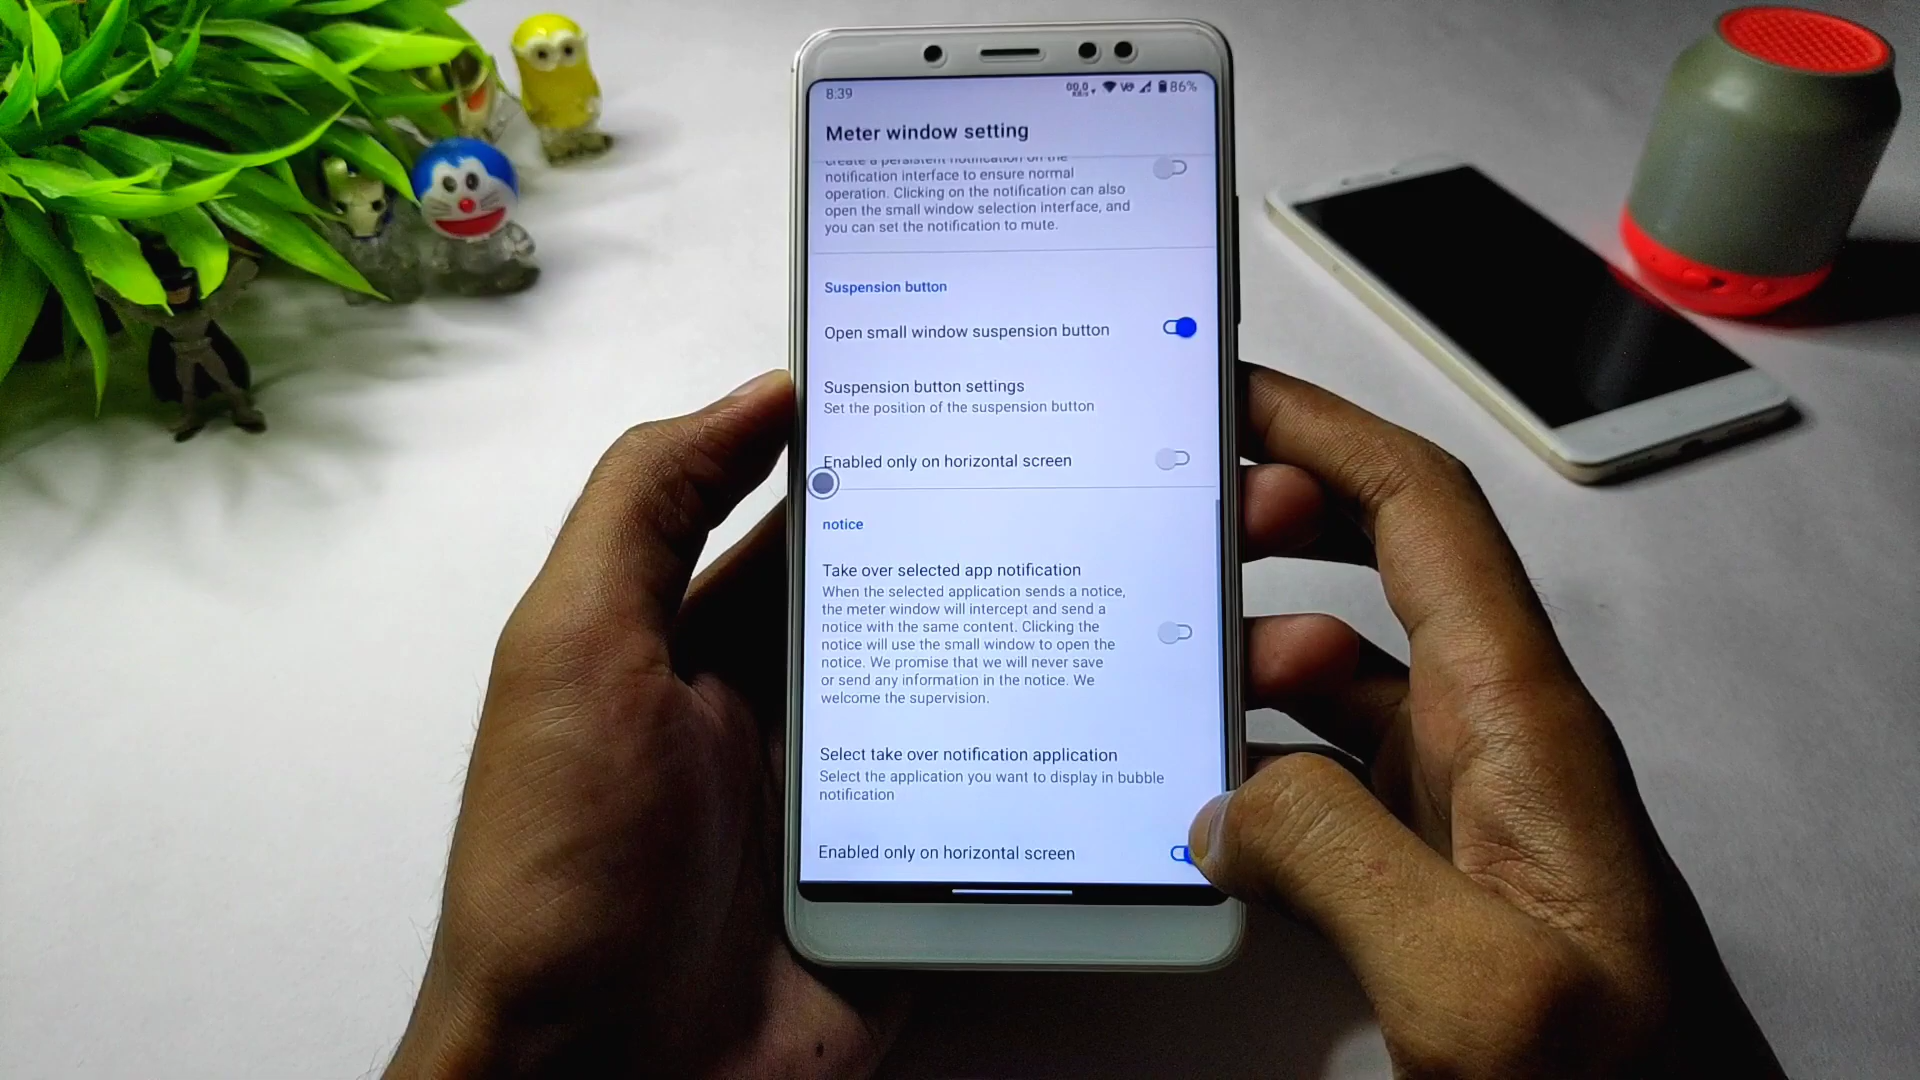 8:39
00.0
86%
Meter window setting
create a persistent notification on the
notification interface to ensure normal
operation. Clicking on the notification can also
open the small window selection interface, and
you can set the notification to mute.
Suspension button
Open small window suspension button
Suspension button settings
Set the position of the suspension button
Enabled only on horizontal screen
notice
Take over selected app notification
When the selected application sends a notice,
the meter window will intercept and send a
notice with the same content. Clicking the
notice will use the small window to open the
notice. We promise that we will never save
or send any information in the notice. We
welcome the supervision.
Select take over notification application
Select the application you want to display in bubble
notification
Enabled only on horizontal screen